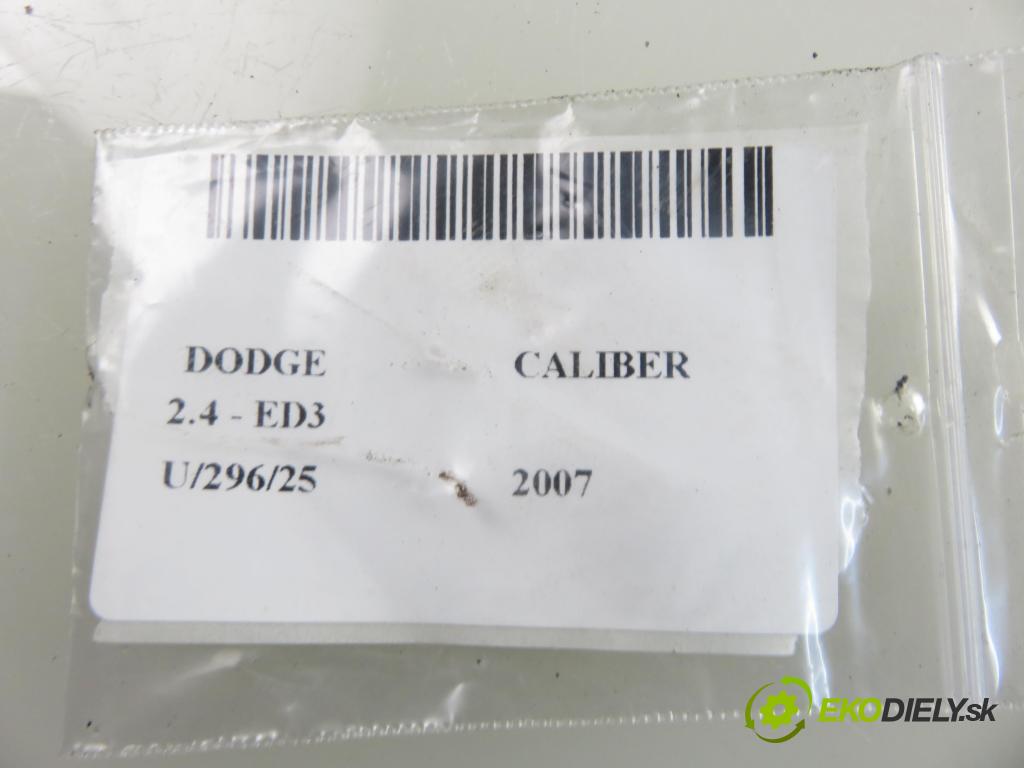 DODGE CALIBER
2.4 - ED3
U/296/25 2007
EKODIELY.sk